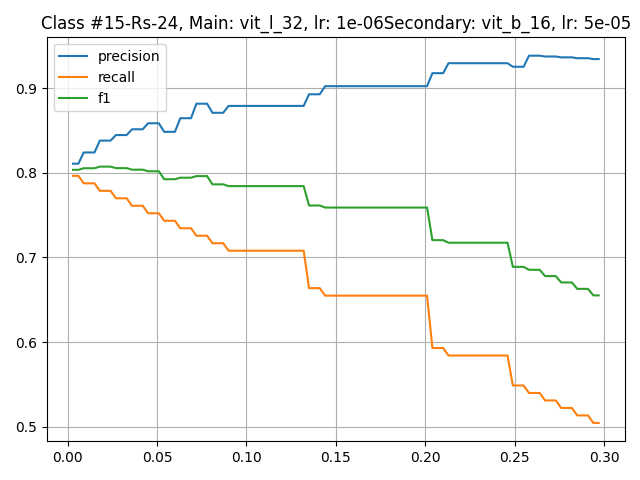 Class #15-Rs-24, Main: vit_l_32, lr: 1e-06Secondary: vit_b_16, lr: 5e-05
precision
recall
f1
0.9
0.8
0.7
0.6
0.5
0.00 0.05 0.10 0.15 0.20 0.25 0.30